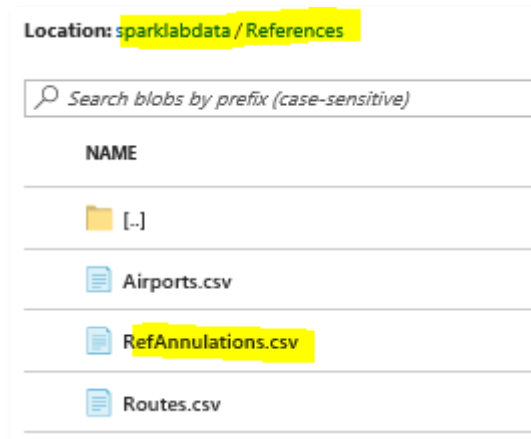 Location: sparklabdata / References
Search blobs by prefix (case-sensitive)
NAME
[..]
Airports.csv
RefAnnulations.csv
Routes.csv